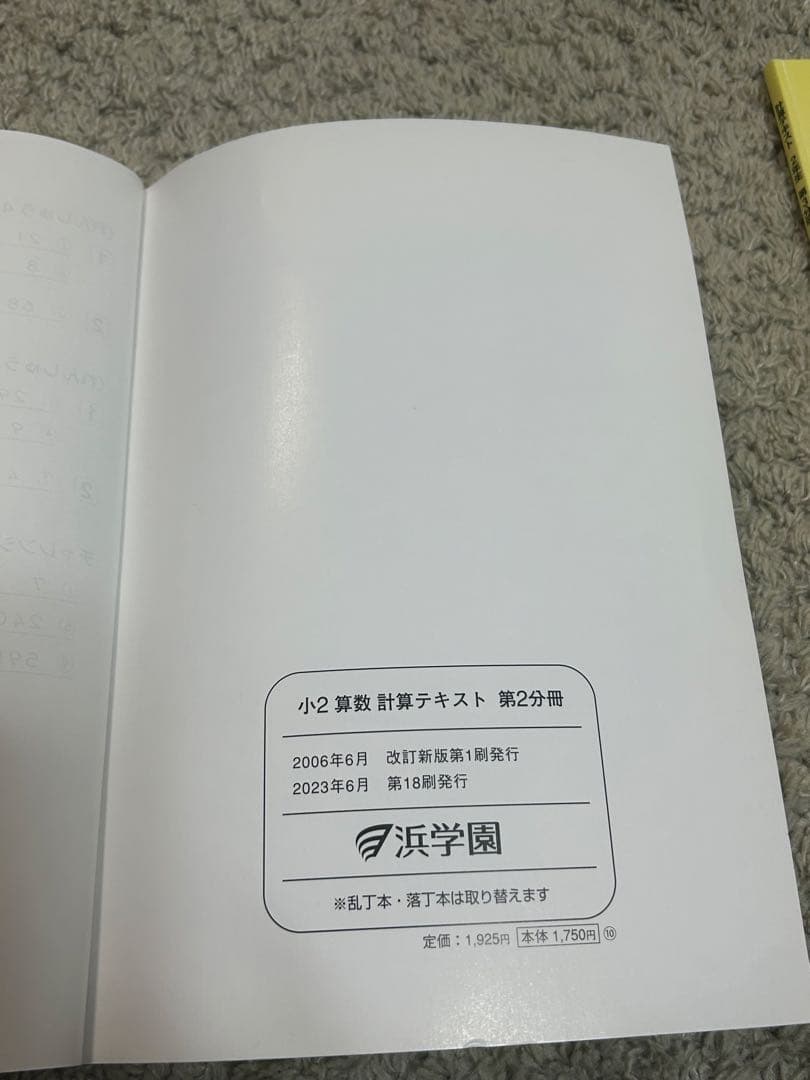 小2 算数 計算テキスト 第2分冊
2006年6月 改訂新版第1刷発行
2023年6月 第18刷発行
浜学園
※乱丁本・落丁本は取り替えます
定価:1,925円 本体 1,750円 ⑩